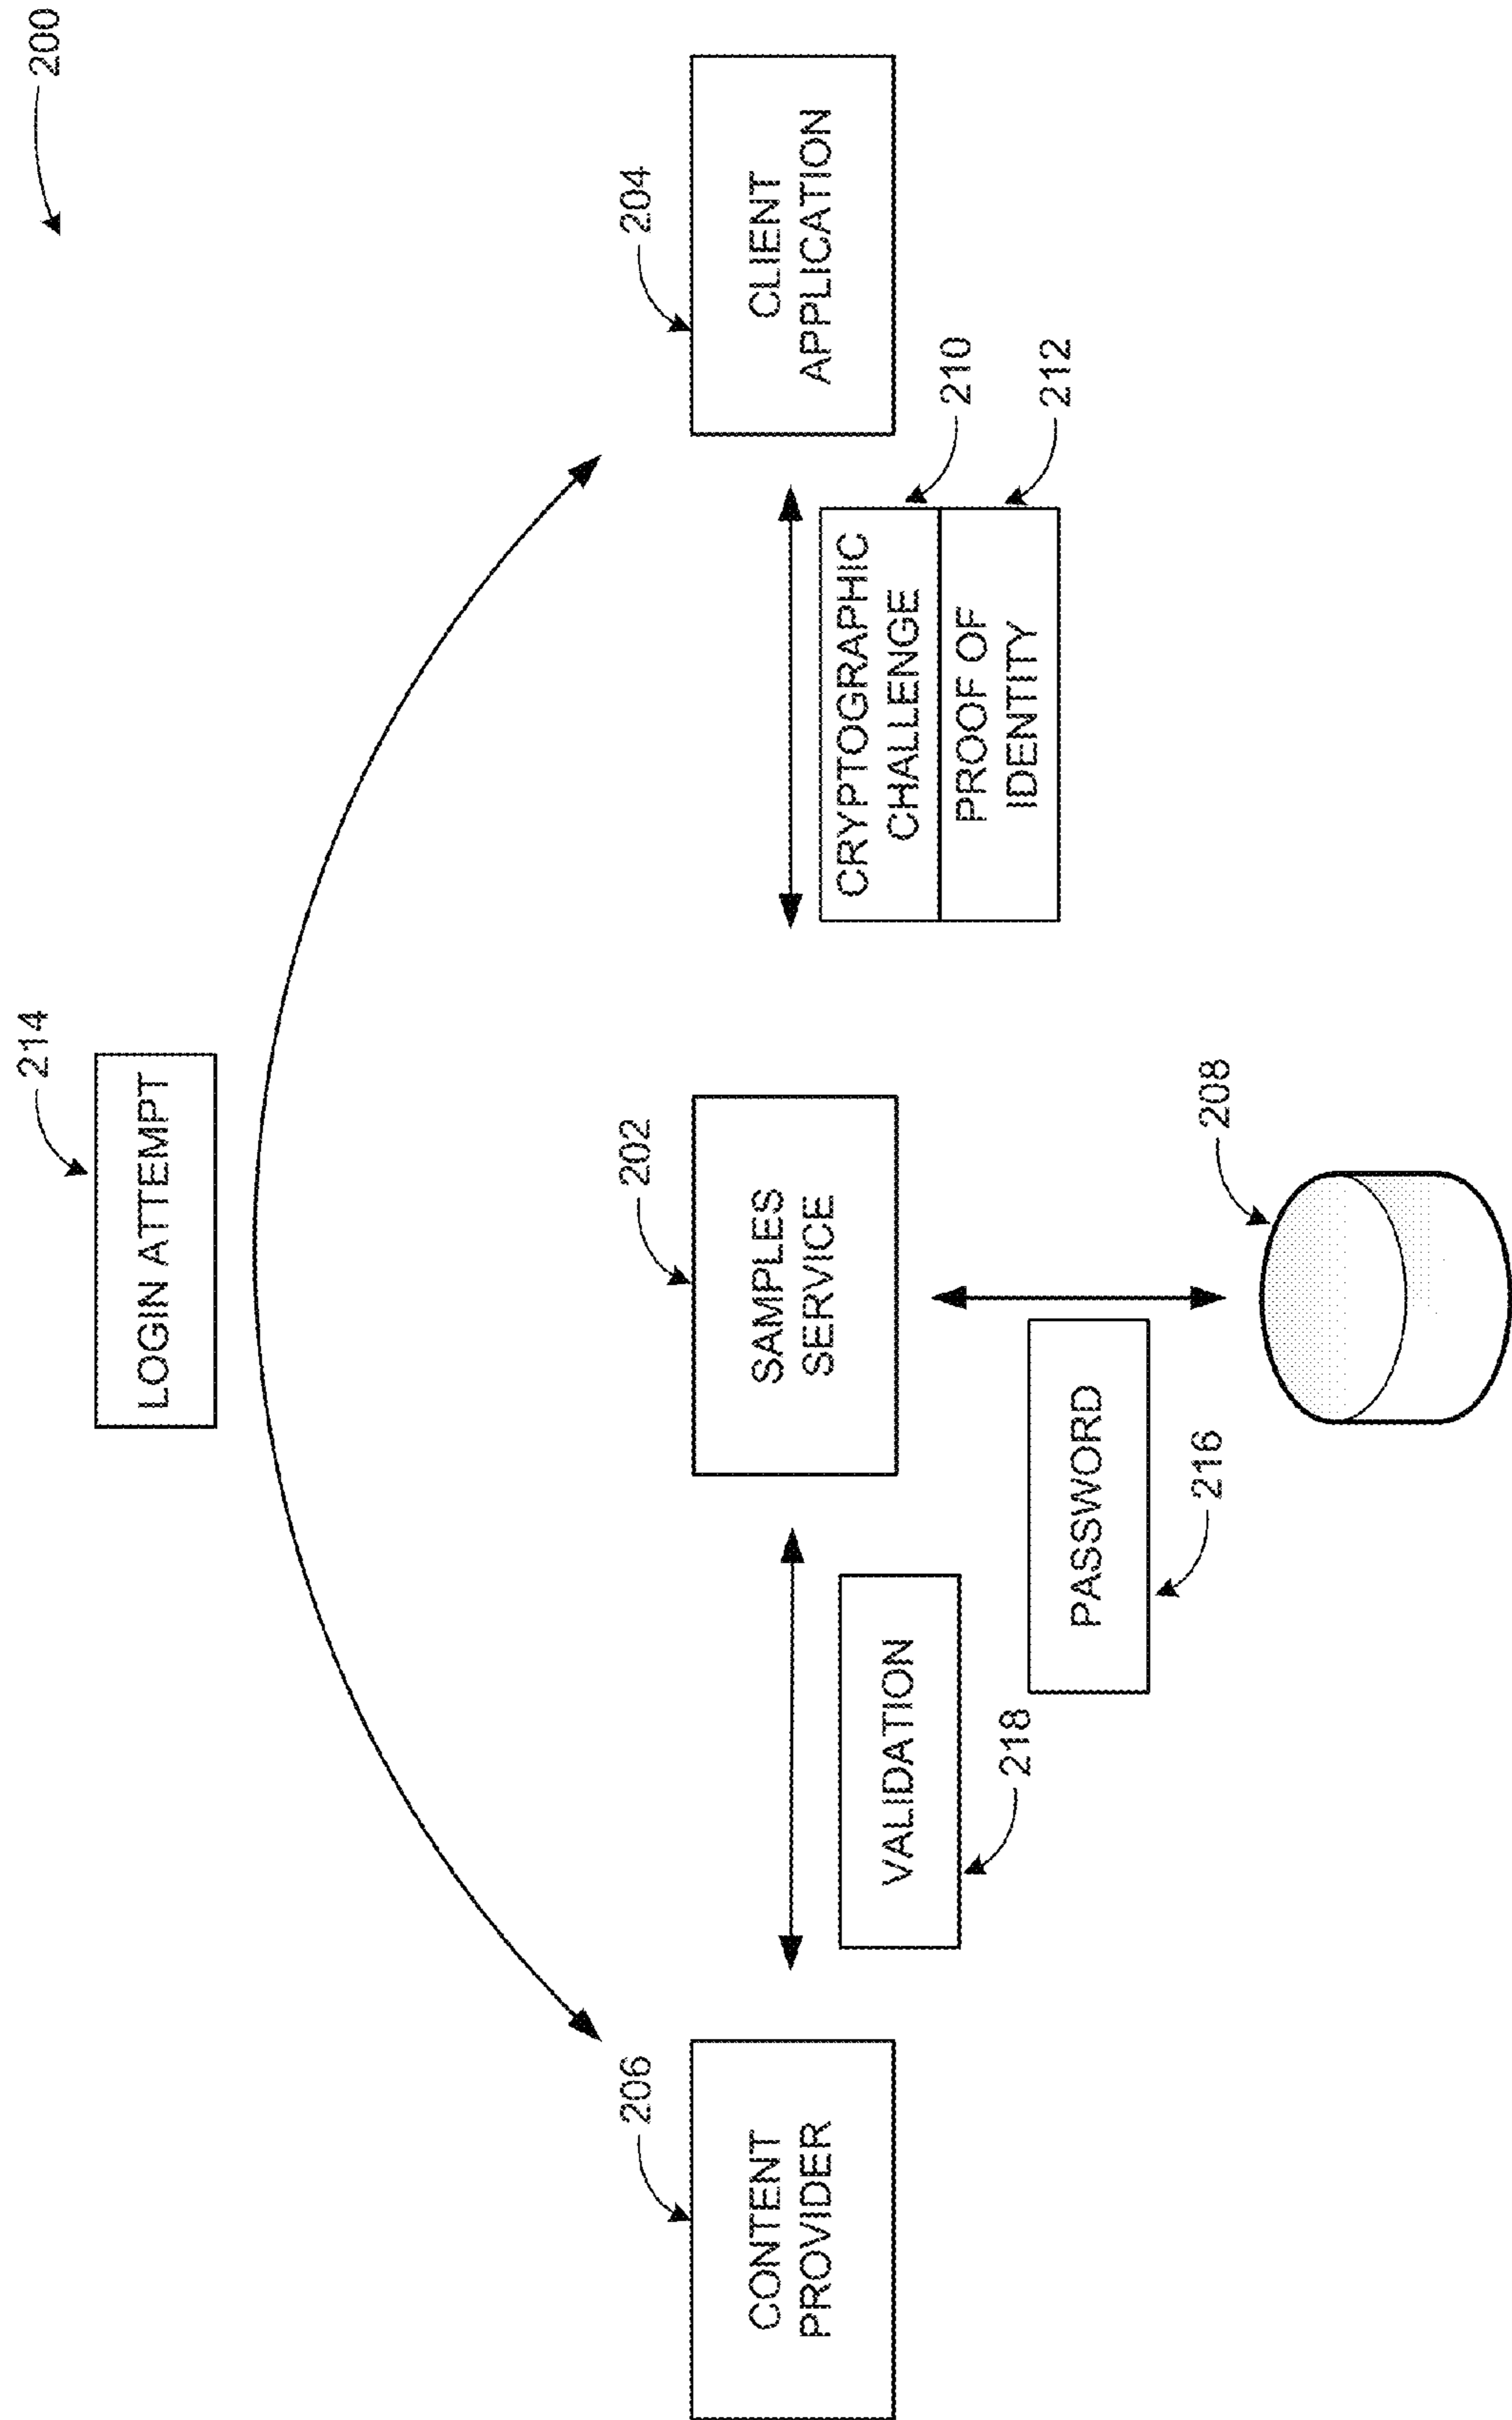 200
214
LOGIN ATTEMPT
206
CONTENT
PROVIDER
202
SAMPLES
SERVICE
204
CLIENT
APPLICATION
VALIDATION
218
CRYPTOGRAPHIC
CHALLENGE
210
PROOF OF
IDENTITY
212
PASSWORD
216
208